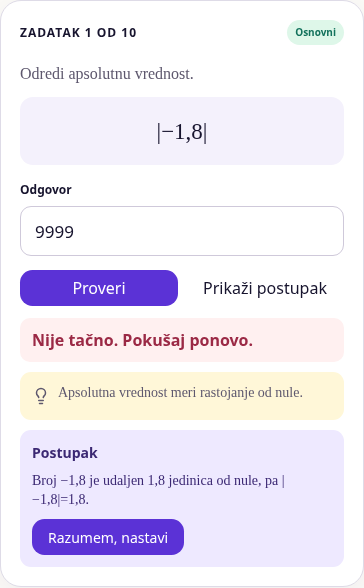 ZADATAK 1 OD 10
Osnovni
Odredi apsolutnu vrednost.
|−1,8|
Odgovor
9999
Proveri
Prikaži postupak
Nije tačno. Pokušaj ponovo.
Apsolutna vrednost meri rastojanje od nule.
Postupak
Broj −1,8 je udaljen 1,8 jedinica od nule, pa |
−1,8|=1,8.
Razumem, nastavi